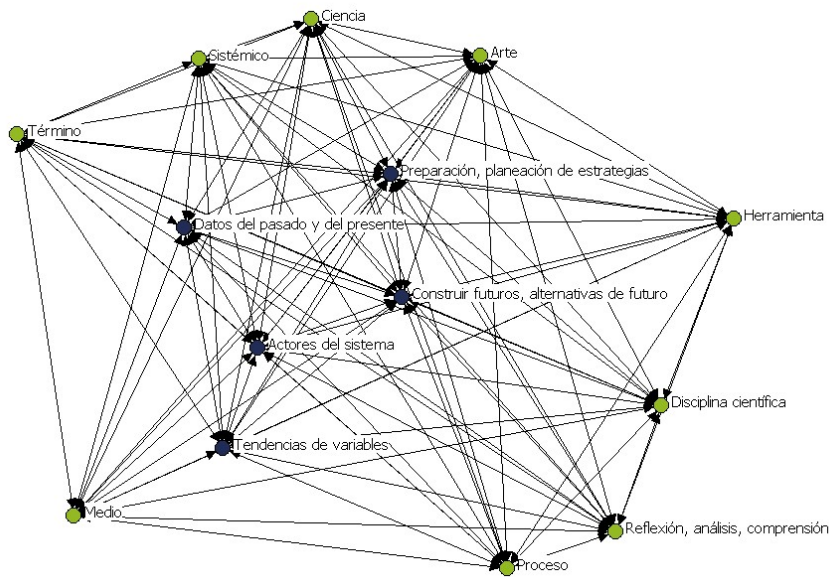 Ciencia
Sistémico
Arte
Término
Preparación, planeación de estrategias
Herramienta
Datos del pasado y del presente
Construir futuros, alternativas de futuro
Actores del sistema
Disciplina científica
Tendencias de variables
Medio
Reflexión, análisis, comprensión
Proceso